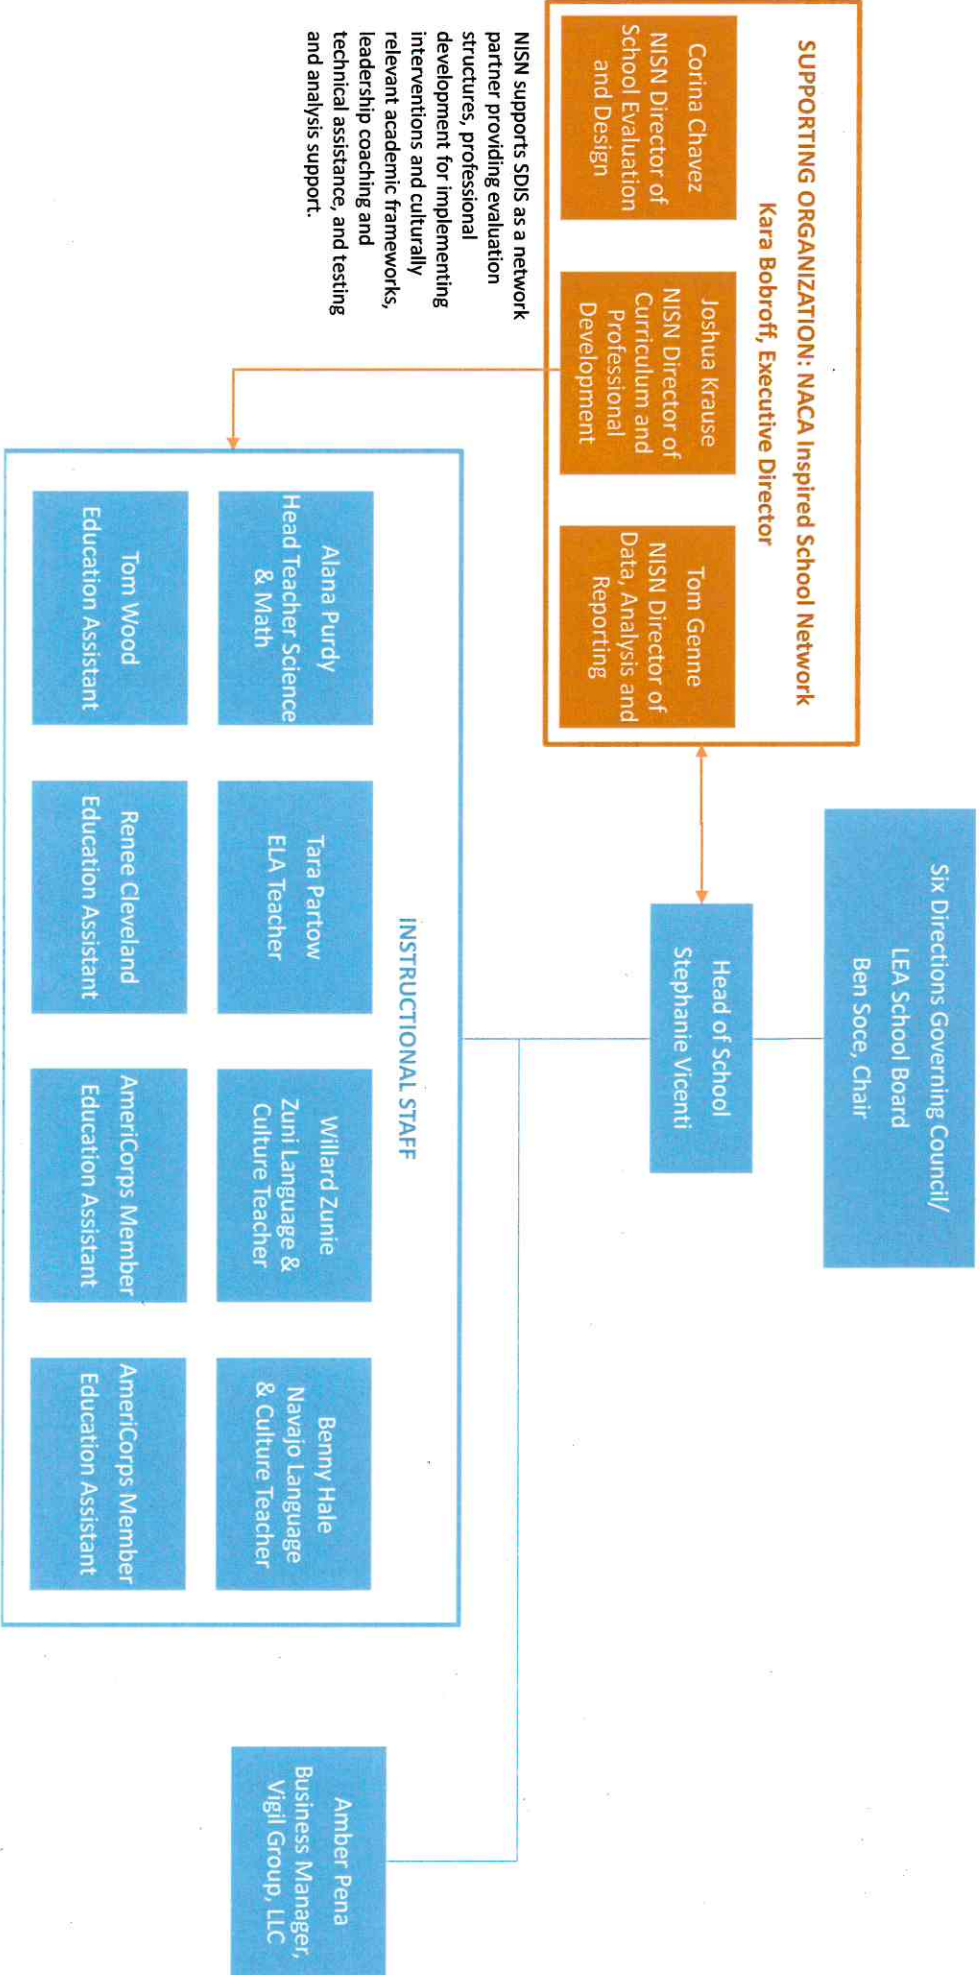 SUPPORTING ORGANIZATION: NACA Inspired School Network
Kara Bobroff, Executive Director
Corina Chavez
NISN Director of
School Evaluation
and Design
Joshua Krause
NISN Director of
Curriculum and
Professional
Development
Tom Genne
NISN Director of
Data, Analysis and
Reporting
NISN supports SDIS as a network
partner providing evaluation
structures, professional
development for implementing
interventions and culturally
relevant academic frameworks,
leadership coaching and
technical assistance, and testing
and analysis support.
Six Directions Governing Council/
LEA School Board
Ben Soce, Chair
Head of School
Stephanie Vicenti
INSTRUCTIONAL STAFF
Alana Purdy
Head Teacher Science
& Math
Tara Partow
ELA Teacher
Willard Zunie
Zuni Language &
Culture Teacher
Benny Hale
Navajo Language
& Culture Teacher
Tom Wood
Education Assistant
Renee Cleveland
Education Assistant
AmeriCorps Member
Education Assistant
AmeriCorps Member
Education Assistant
Amber Pena
Business Manager,
Vigil Group, LLC